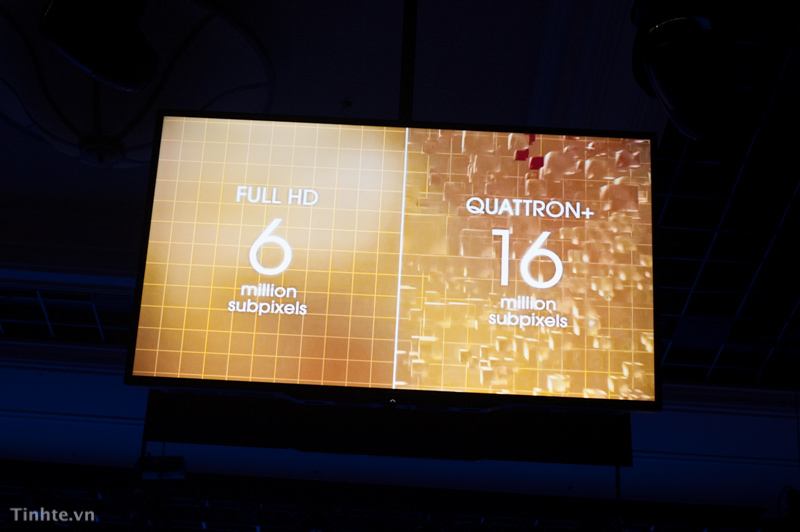 FULL HD
6
million
subpixels
QUATTRON+
16
million
subpixels
Tinhte.vn